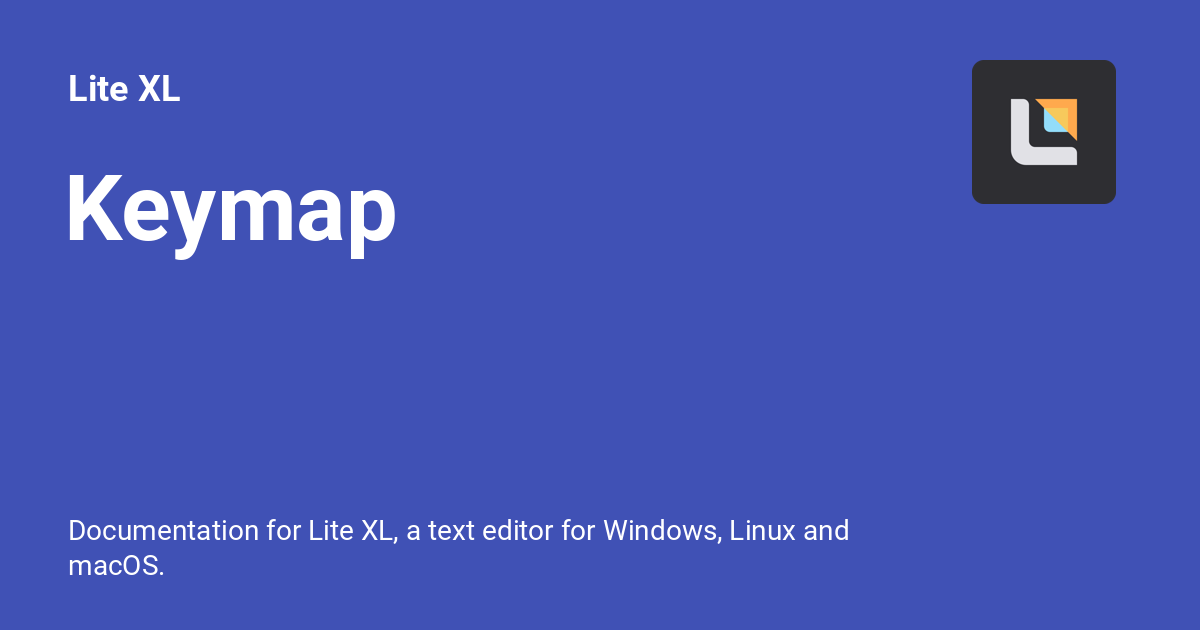 Lite XL
Keymap
Documentation for Lite XL, a text editor for Windows, Linux and
macOS.